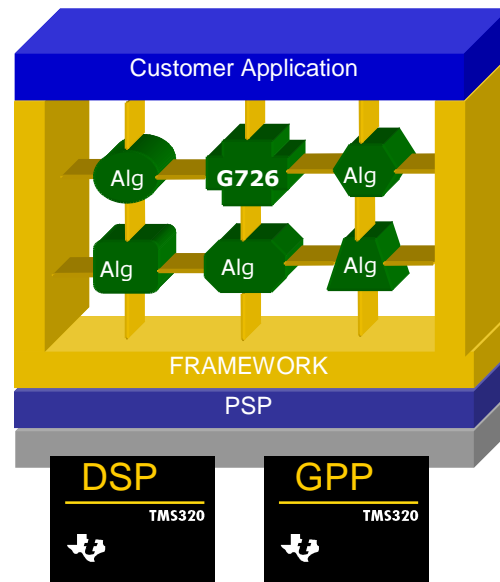 Customer Application
Alg
G726
Alg
Alg
Alg
Alg
FRAMEWORK
PSP
DSP
TMS320
GPP
TMS320